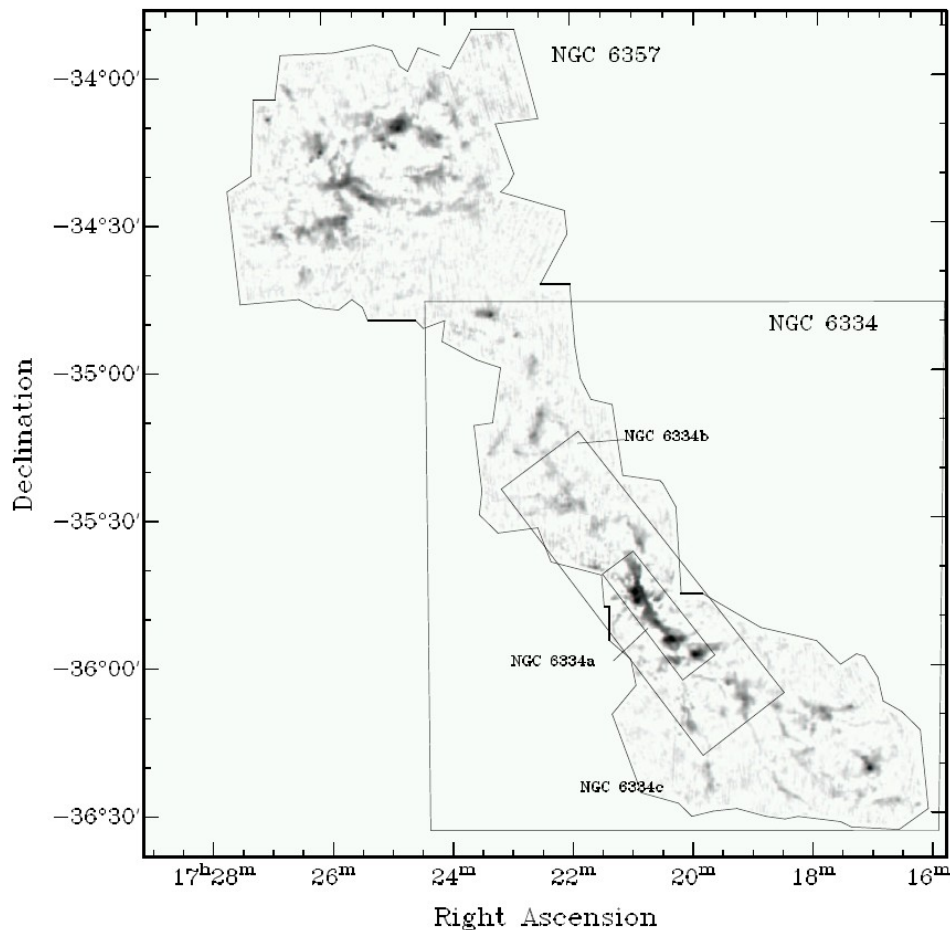 NGC 6357
−34°00′
−34°30′
NGC 6334
−35°00′
NGC 6334b
−35°30′
−36°00′
NGC 6334a
NGC 6334c
−36°30′
Declination
17ʰ28ᵐ 26ᵐ 24ᵐ 22ᵐ 20ᵐ 18ᵐ 16ᵐ
Right Ascension